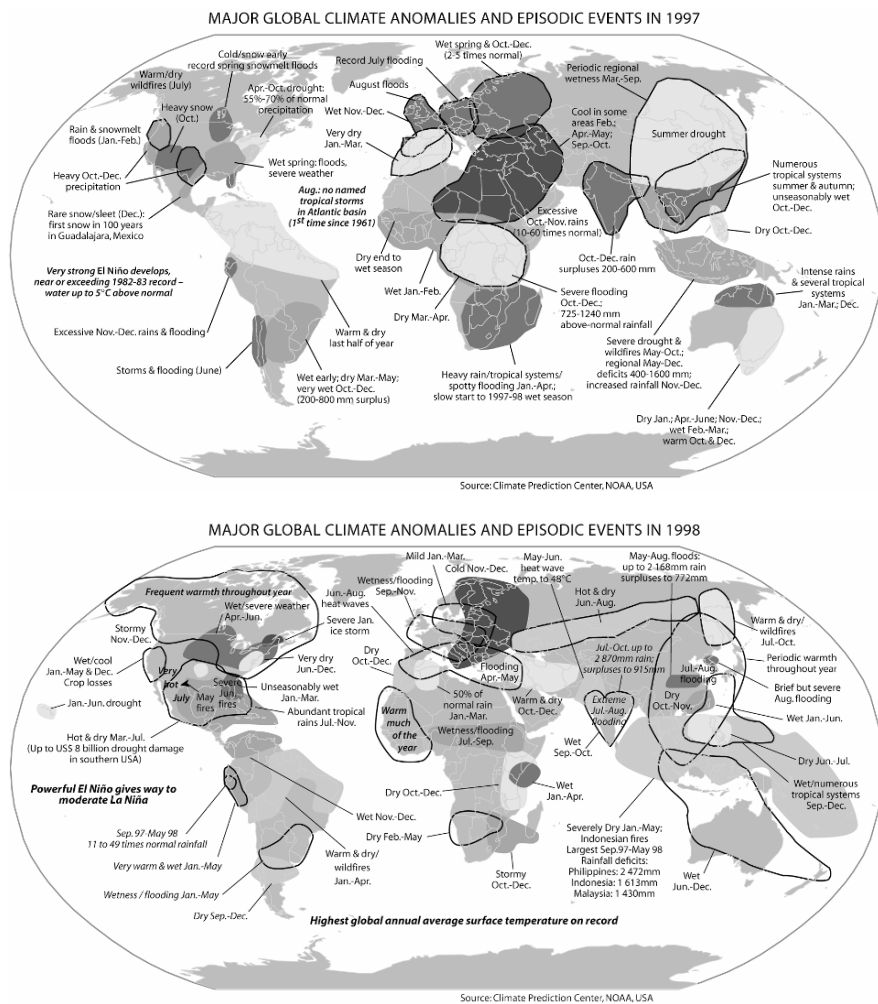 MAJOR GLOBAL CLIMATE ANOMALIES AND EPISODIC EVENTS IN 1997
Wet spring & Oct.-Dec.
(2-5 times normal)
Cold/snow early
record spring snowmelt floods
Record July flooding
Periodic regional
wetness Mar.-Sep.
Warm/dry
wildfires (July)
Apr.-Oct. drought:
55%-70% of normal
precipitation
August floods
Heavy snow
(Oct.)
Wet Nov.-Dec.
Cool in some
areas Feb.;
Apr.-May;
Sep.-Oct.
Rain & snowmelt
floods (Jan.-Feb.)
Very dry
Jan.-Mar.
Summer drought
Heavy Oct.-Dec.
precipitation
Wet spring: floods,
severe weather
Numerous
tropical systems
summer & autumn;
unseasonably wet
Oct.-Dec.
Aug.: no named
tropical storms
in Atlantic basin
(1st time since 1961)
Rare snow/sleet (Dec.):
first snow in 100 years
in Guadalajara, Mexico
Excessive
Oct.-Nov. rains
(10-60 times normal)
Dry Oct.-Dec.
Dry end to
wet season
Oct.-Dec. rain
surpluses 200-600 mm
Very strong El Niño develops,
near or exceeding 1982-83 record –
water up to 5°C above normal
Wet Jan.-Feb.
Severe flooding
Oct.-Dec.;
725-1240 mm
above-normal rainfall
Intense rains
& several tropical
systems
Jan.-Mar.; Dec.
Dry Mar.-Apr.
Excessive Nov.-Dec. rains & flooding
Warm & dry
last half of year
Severe drought &
wildfires May-Oct.;
regional May-Dec.
deficits 400-1600 mm;
increased rainfall Nov.-Dec.
Storms & flooding (June)
Wet early; dry Mar.-May;
very wet Oct.-Dec.
(200-800 mm surplus)
Heavy rain/tropical systems/
spotty flooding Jan.-Apr.;
slow start to 1997-98 wet season
Dry Jan.; Apr.-June; Nov.-Dec.;
wet Feb.-Mar.;
warm Oct. & Dec.
Source: Climate Prediction Center, NOAA, USA
MAJOR GLOBAL CLIMATE ANOMALIES AND EPISODIC EVENTS IN 1998
Mild Jan.-Mar.
Cold Nov.-Dec.
May-Jun.
heat wave
temp. to 48°C
May-Aug. floods:
up to 2 168mm rain
surpluses to 772mm
Frequent warmth throughout year
Wetness/flooding
Sep.-Nov.
Jun.-Aug.
heat waves
Hot & dry
Jun.-Aug.
Wet/severe weather
Apr.-Jun.
Severe Jan.
ice storm
Warm & dry/
wildfires
Jul.-Oct.
Stormy
Nov.-Dec.
Dry
Oct.-Dec.
Jul.-Oct. up to
2 870mm rain;
surpluses to 915mm
Wet/cool
Jan.-May & Dec.
Crop losses
Very dry
Jun.-Dec.
Flooding
Apr.-May
Jul.-Aug.
flooding
Periodic warmth
throughout year
Very
hot
July
May
fires
Severe
Jun.
fires
Unseasonably wet
Jan.-Mar.
Brief but severe
Aug. flooding
Jan.-Jun. drought
Abundant tropical
rains Jul.-Nov.
Warm
much of
the year
50% of
normal rain
Jan.-Mar.
Warm & dry
Oct.-Dec.
Extreme
Jul.-Aug.
flooding
Dry
Oct.-Nov.
Wet Jan.-Jun.
Hot & dry Mar.-Jul.
(Up to US$ 8 billion drought damage
in southern USA)
Wetness/flooding
Jul.-Sep.
Wet
Sep.-Oct.
Dry Jun.-Jul.
Powerful El Niño gives way to
moderate La Niña
Dry Oct.-Dec.
Wet
Jan.-Apr.
Wet/numerous
tropical systems
Sep.-Dec.
Wet Nov.-Dec.
Sep. 97-May 98
11 to 49 times normal rainfall
Dry Feb.-May
Severely Dry Jan.-May;
Indonesian fires
Largest Sep.97-May 98
Rainfall deficits:
Philippines: 2 472mm
Indonesia: 1 613mm
Malaysia: 1 430mm
Very warm & wet Jan.-May
Warm & dry/
wildfires
Jan.-Apr.
Stormy
Oct.-Dec.
Wet
Jun.-Dec.
Wetness / flooding Jan.-May
Dry Sep.-Dec.
Highest global annual average surface temperature on record
Source: Climate Prediction Center, NOAA, USA